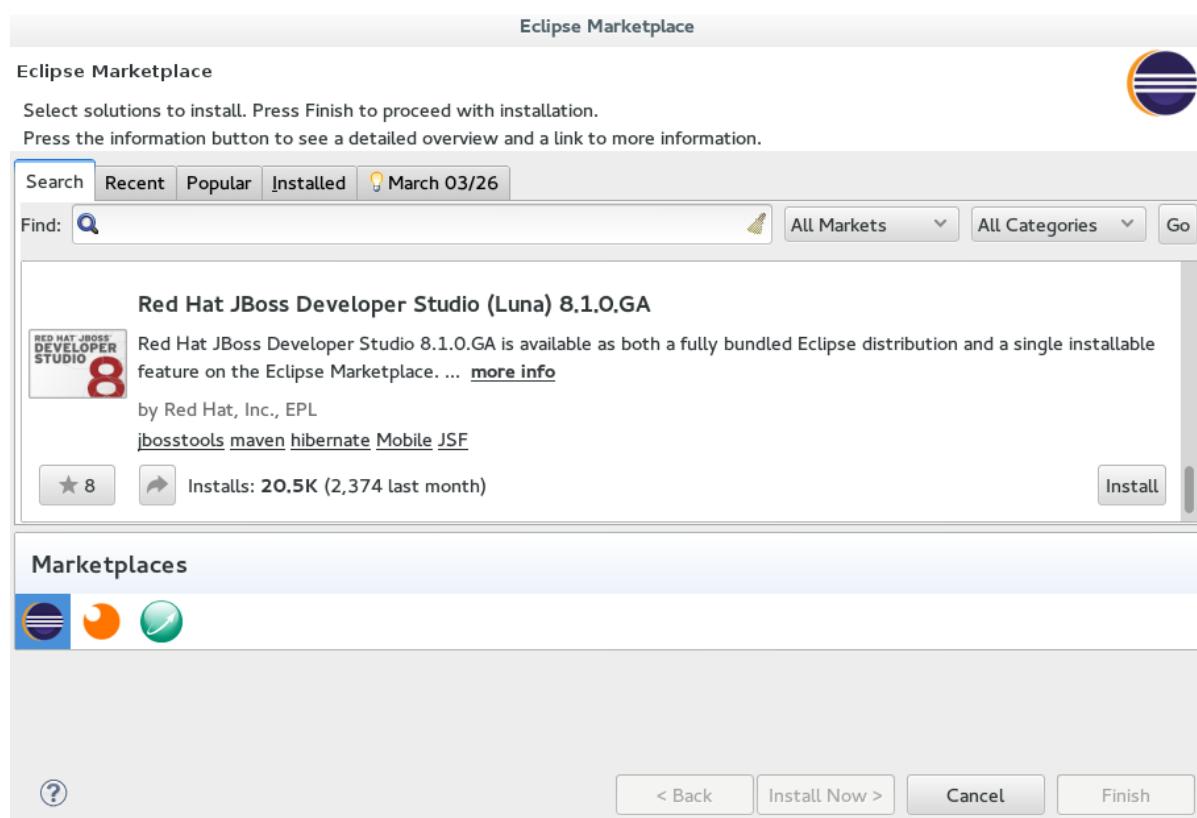 Eclipse Marketplace
Eclipse Marketplace
Select solutions to install. Press Finish to proceed with installation.
Press the information button to see a detailed overview and a link to more information.
Search Recent Popular Installed March 03/26
Find: All Markets All Categories Go
Red Hat JBoss Developer Studio (Luna) 8.1.0.GA
RED HAT JBOSS
DEVELOPER
STUDIO
8
Red Hat JBoss Developer Studio 8.1.0.GA is available as both a fully bundled Eclipse distribution and a single installable
feature on the Eclipse Marketplace. ... more info
by Red Hat, Inc., EPL
jbosstools maven hibernate Mobile JSF
8 Installs: 20.5K (2,374 last month) Install
Marketplaces
? < Back Install Now > Cancel Finish